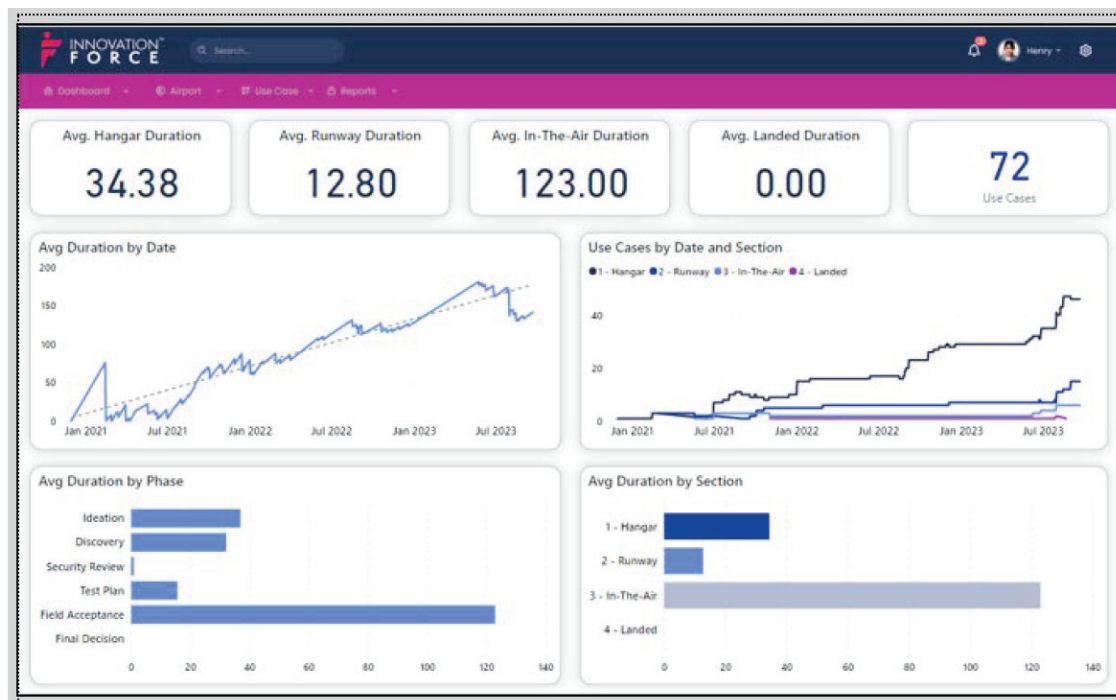 INNOVATION™
FORCE
Search...
Henry
Dashboard
Airport
Use Case
Reports
Avg. Hangar Duration
34.38
Avg. Runway Duration
12.80
Avg. In-The-Air Duration
123.00
Avg. Landed Duration
0.00
72
Use Cases
Avg Duration by Date
200
150
100
50
0
Jan 2021 Jul 2021 Jan 2022 Jul 2022 Jan 2023 Jul 2023
Use Cases by Date and Section
1 - Hangar 2 - Runway 3 - In-The-Air 4 - Landed
40
20
0
Jan 2021 Jul 2021 Jan 2022 Jul 2022 Jan 2023 Jul 2023
Avg Duration by Phase
Ideation
Discovery
Security Review
Test Plan
Field Acceptance
Final Decision
0 20 40 60 80 100 120 140
Avg Duration by Section
1 - Hangar
2 - Runway
3 - In-The-Air
4 - Landed
0 20 40 60 80 100 120 140